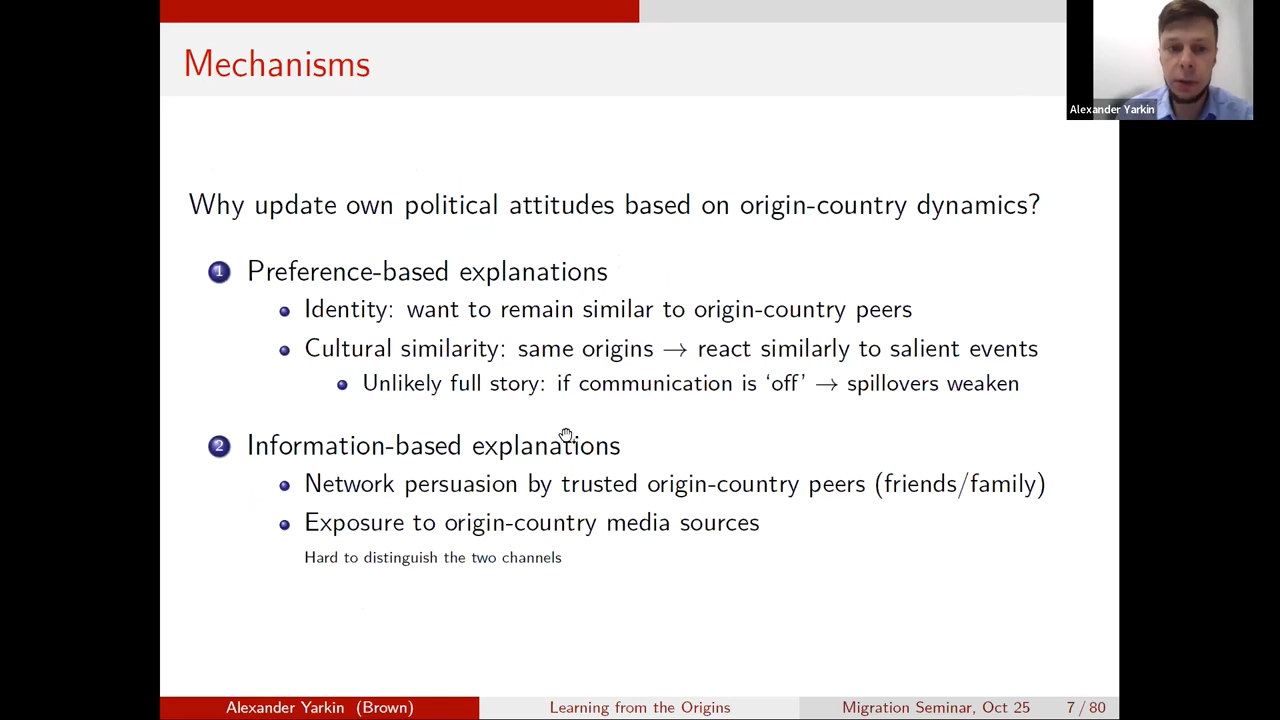 Mechanisms
Alexander Yarkin
Why update own political attitudes based on origin-country dynamics?
1 Preference-based explanations
Identity: want to remain similar to origin-country peers
Cultural similarity: same origins → react similarly to salient events
Unlikely full story: if communication is ‘off’ → spillovers weaken
2 Information-based explanations
Network persuasion by trusted origin-country peers (friends/family)
Exposure to origin-country media sources
Hard to distinguish the two channels
Alexander Yarkin (Brown) Learning from the Origins Migration Seminar, Oct 25 7 / 80